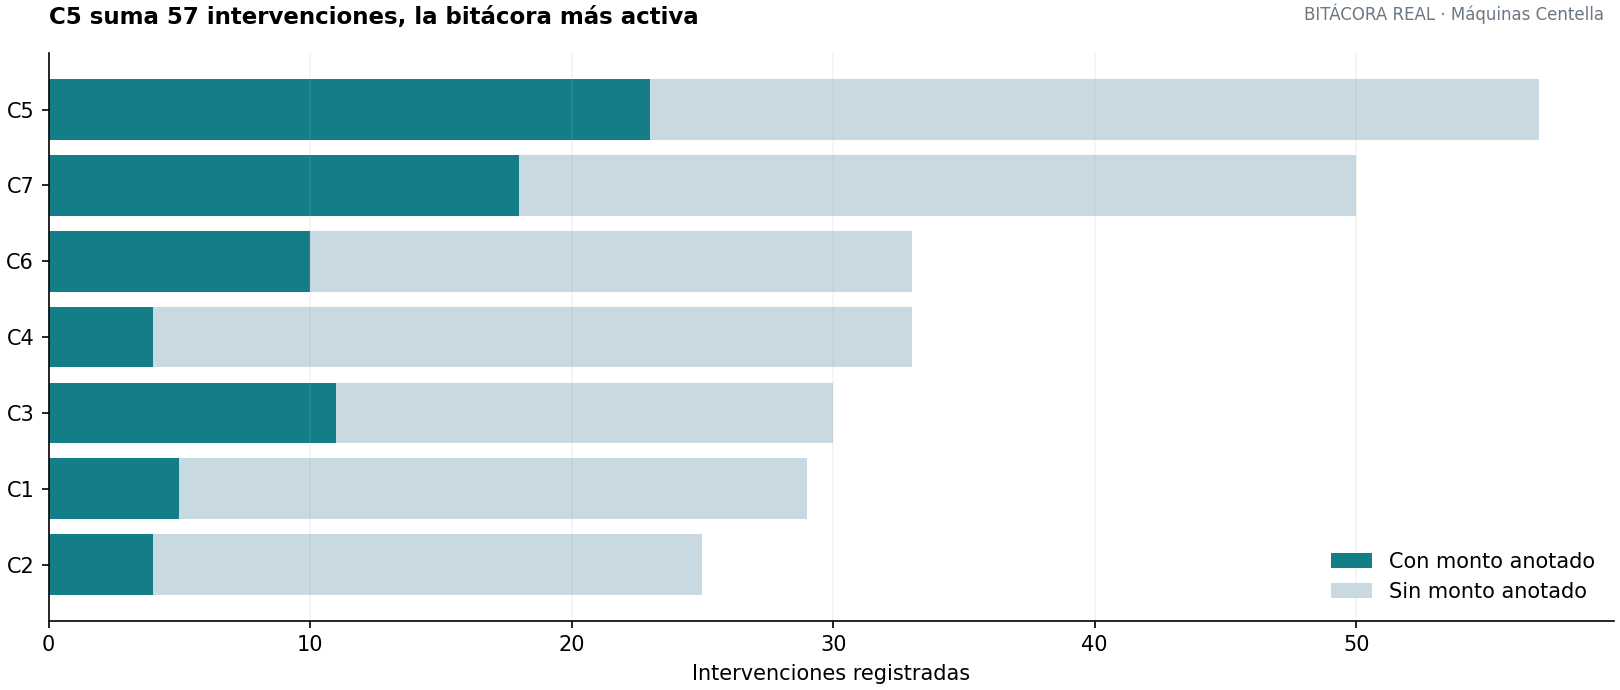 C5 suma 57 intervenciones, la bitácora más activa
BITÁCORA REAL · Máquinas Centella
C5
C7
C6
C4
C3
C1
C2
Con monto anotado
Sin monto anotado
0 10 20 30 40 50
Intervenciones registradas